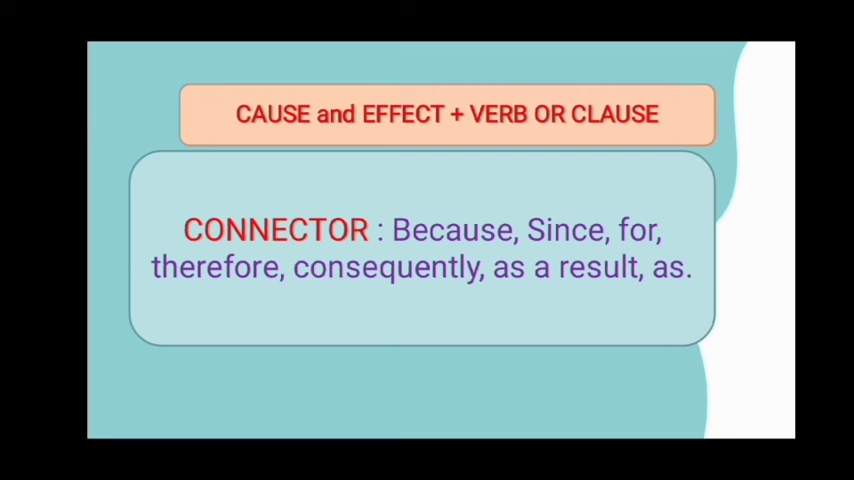 CAUSE and EFFECT + VERB OR CLAUSE
CONNECTOR : Because, Since, for,
therefore, consequently, as a result, as.